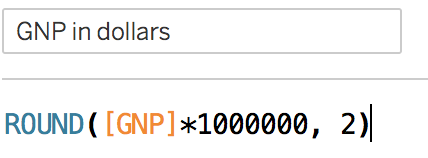 GNP in dollars
ROUND([GNP]*1000000, 2)